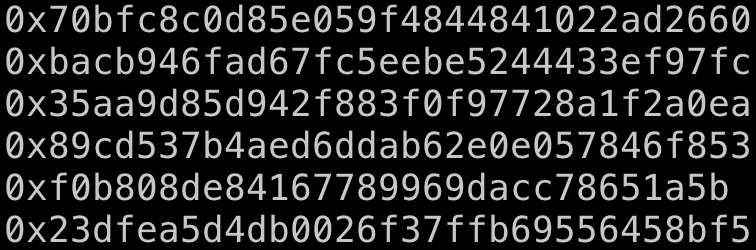 0x70bfc8c0d85e059f4844841022ad2660
0xbacb946fad67fc5eebe5244433ef97fc
0x35aa9d85d942f883f0f97728a1f2a0ea
0x89cd537b4aed6ddab62e0e057846f853
0xf0b808de84167789969dacc78651a5b
0x23dfea5d4db0026f37ffb69556458bf5